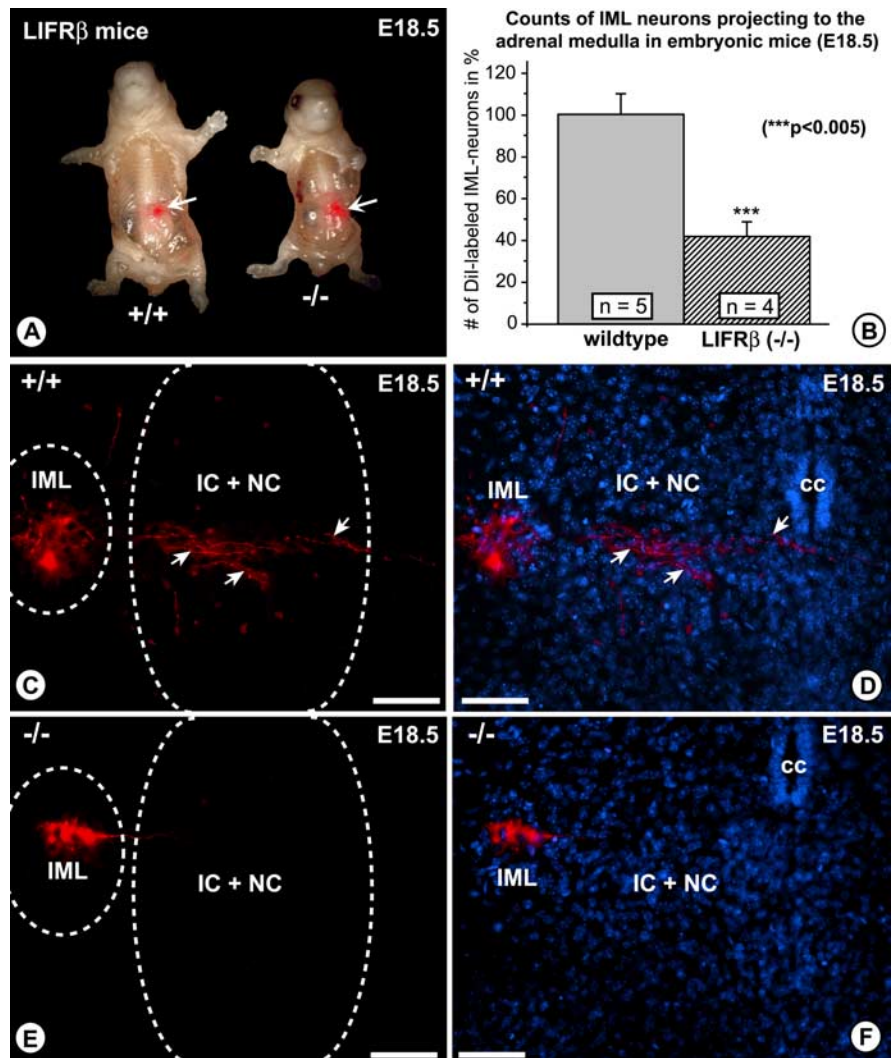 LIFRβ mice E18.5
+/+
-/-
A
Counts of IML neurons projecting to the
adrenal medulla in embryonic mice (E18.5)
# of DiI-labeled IML-neurons in %
120
100
80
60
40
20
0
(***p<0.005)
***
n = 5
n = 4
wildtype
LIFRβ (-/-)
B
+/+ E18.5
IML
IC + NC
C
+/+ E18.5
IML
IC + NC
cc
D
-/- E18.5
IML
IC + NC
E
-/- E18.5
cc
IML
IC + NC
F